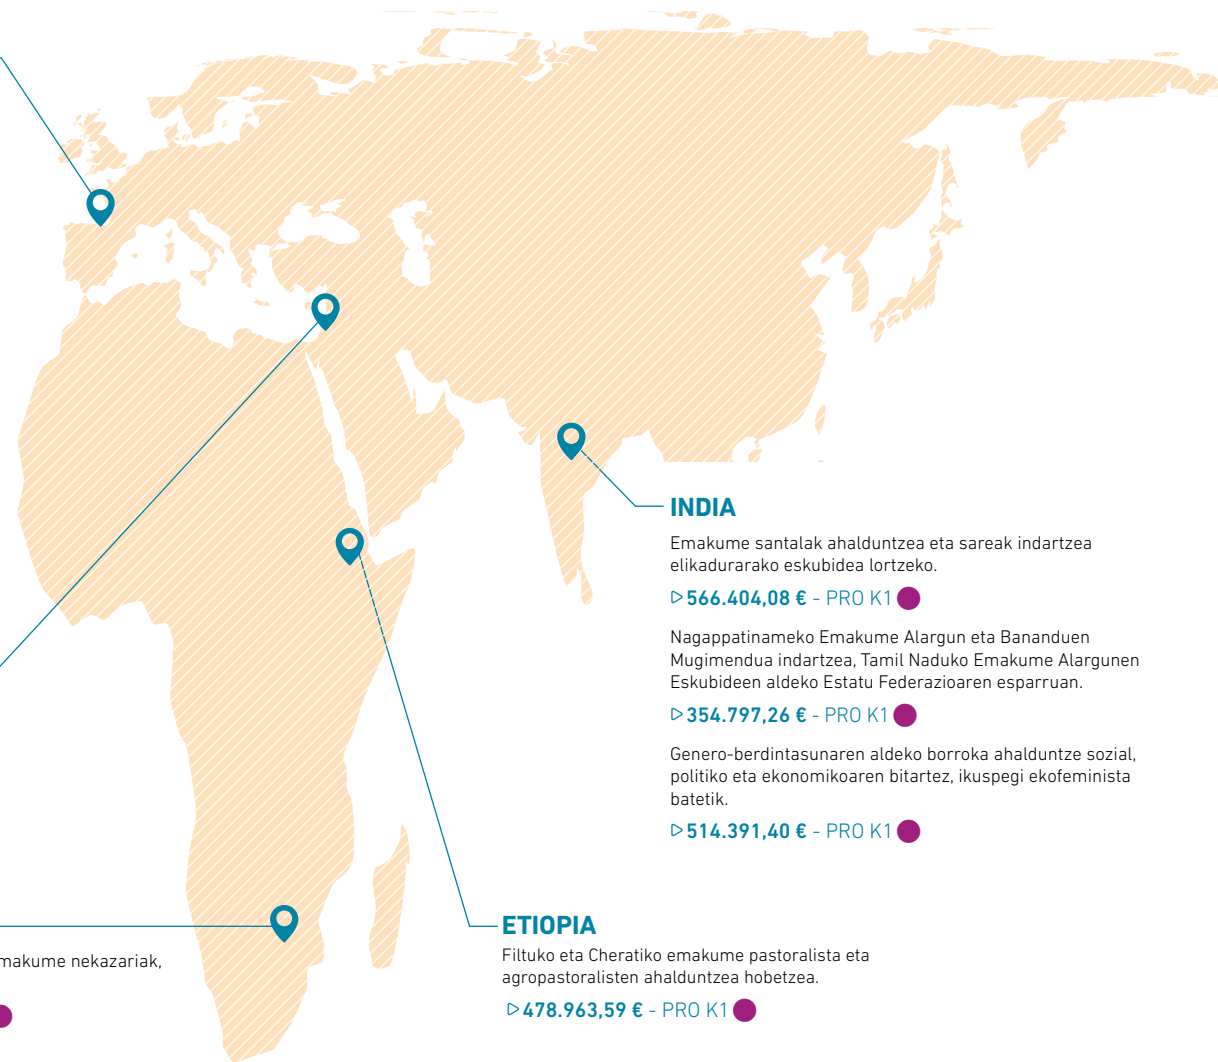 INDIA
Emakume santalak ahalduntzea eta sareak indartzea
elikadurarako eskubidea lortzeko.
566.404,08 € - PRO K1
Nagappatinameko Emakume Alargun eta Bananduen
Mugimendua indartzea, Tamil Naduko Emakume Alargunen
Eskubideen aldeko Estatu Federazioaren esparruan.
354.797,26 € - PRO K1
Genero-berdintasunaren aldeko borroka ahalduntze sozial,
politiko eta ekonomikoaren bitartez, ikuspegi ekofeminista
batetik.
514.391,40 € - PRO K1
ETIOPIA
Filtuko eta Cheratiko emakume pastoralista eta
agropastoralisten ahalduntzea hobetzea.
478.963,59 € - PRO K1
makume nekazariak,